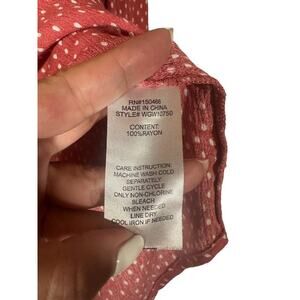 RN#150466
MADE IN CHINA
STYLE# WGW10750
CONTENT:
100%RAYON
CARE INSTRUCTION:
MACHINE WASH COLD
SEPARATELY
GENTLE CYCLE
ONLY NON-CHLORINE
BLEACH
WHEN NEEDED
LINE DRY
COOL IRON IF NEEDED